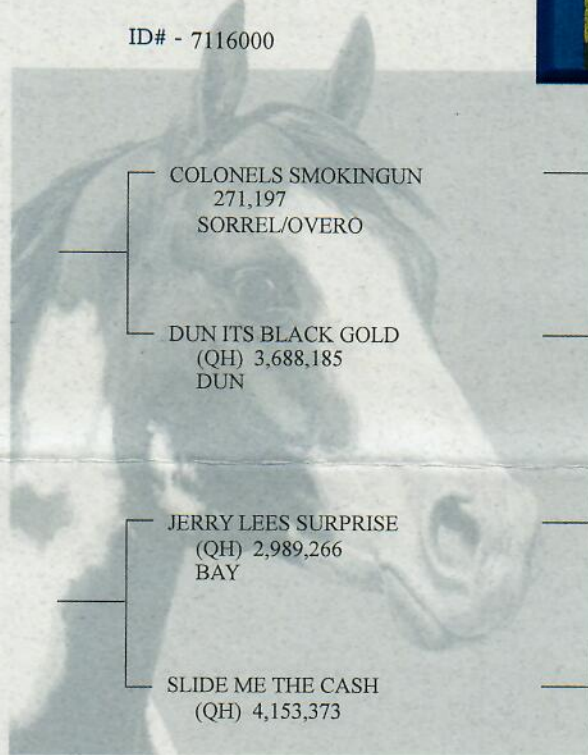 ID# - 7116000
COLONELS SMOKINGUN
271,197
SORREL/OVERO
DUN ITS BLACK GOLD
(QH) 3,688,185
DUN
JERRY LEES SURPRISE
(QH) 2,989,266
BAY
SLIDE ME THE CASH
(QH) 4,153,373